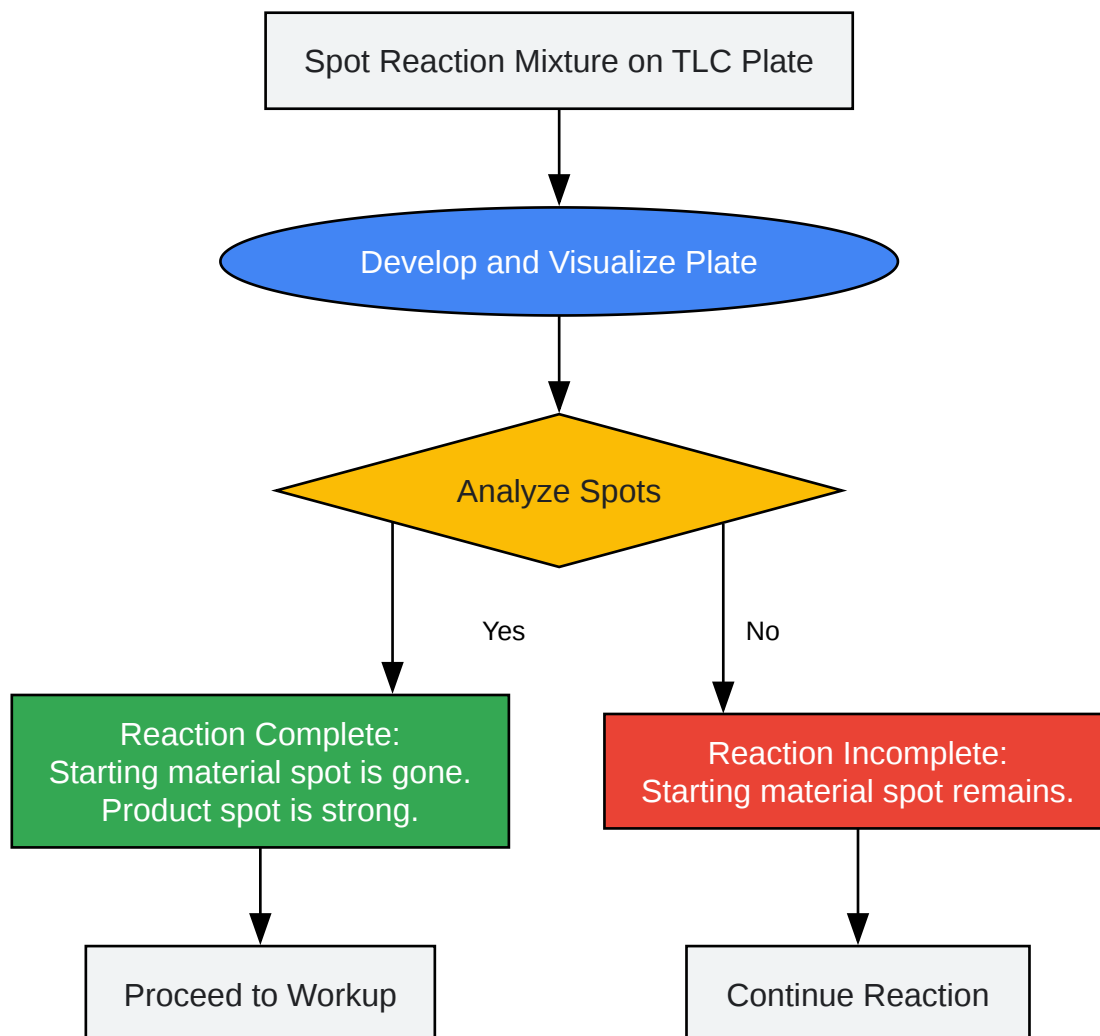 Spot Reaction Mixture on TLC Plate
Develop and Visualize Plate
Analyze Spots
Yes
No
Reaction Complete:
Starting material spot is gone.
Product spot is strong.
Reaction Incomplete:
Starting material spot remains.
Proceed to Workup
Continue Reaction